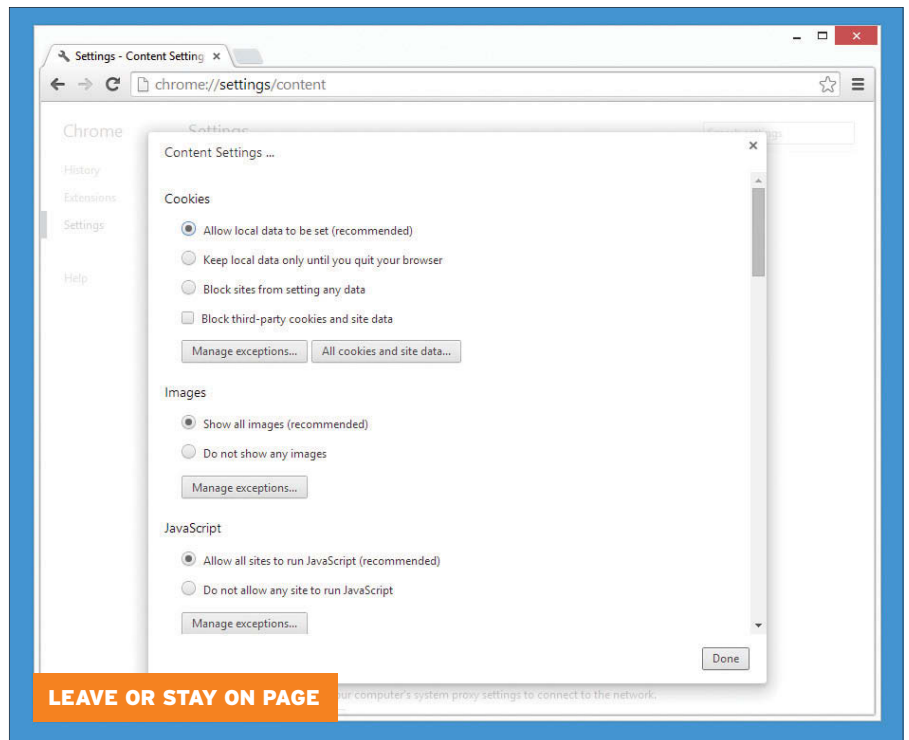 Settings - Content Setting
chrome://settings/content
Chrome
Settings
History
Extensions
Settings
Help
Content Settings ...
Cookies
Allow local data to be set (recommended)
Keep local data only until you quit your browser
Block sites from setting any data
Block third-party cookies and site data
Manage exceptions... All cookies and site data...
Images
Show all images (recommended)
Do not show any images
Manage exceptions...
JavaScript
Allow all sites to run JavaScript (recommended)
Do not allow any site to run JavaScript
Manage exceptions...
Done
computer's system proxy settings to connect to the network.
LEAVE OR STAY ON PAGE